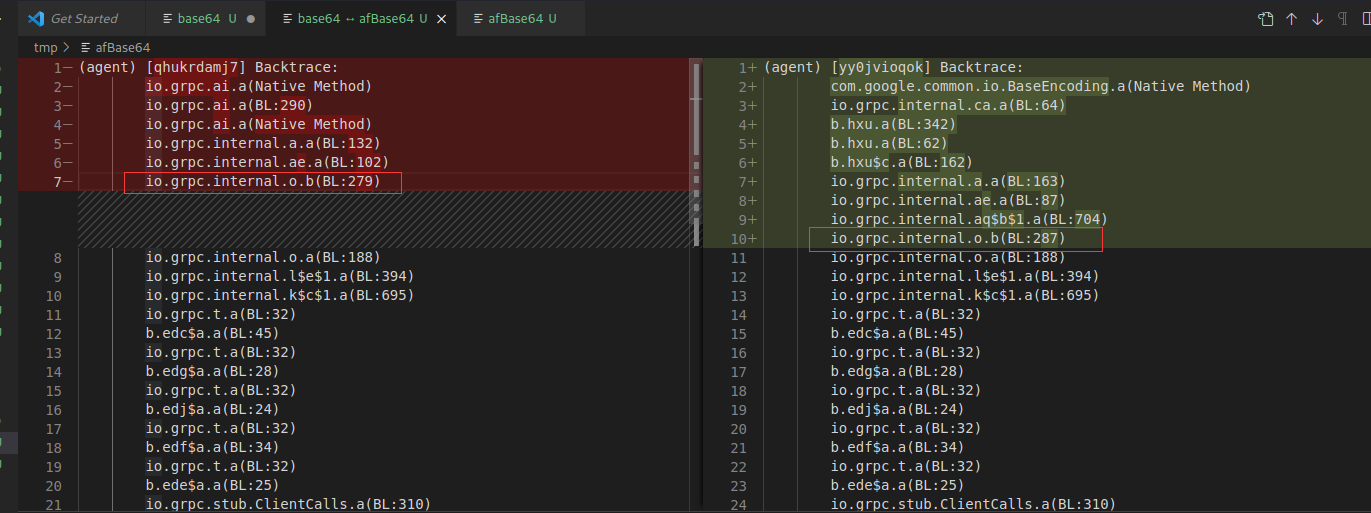 Get Started
base64 U
base64 ↔ afBase64 U
afBase64 U
tmp > afBase64
1— (agent) [qhukrdamj7] Backtrace:
2— io.grpc.ai.a(Native Method)
3— io.grpc.ai.a(BL:290)
4— io.grpc.ai.a(Native Method)
5— io.grpc.internal.a.a(BL:132)
6— io.grpc.internal.ae.a(BL:102)
7— io.grpc.internal.o.b(BL:279)
8 io.grpc.internal.o.a(BL:188)
9 io.grpc.internal.l$e$1.a(BL:394)
10 io.grpc.internal.k$c$1.a(BL:695)
11 io.grpc.t.a(BL:32)
12 b.edc$a.a(BL:45)
13 io.grpc.t.a(BL:32)
14 b.edg$a.a(BL:28)
15 io.grpc.t.a(BL:32)
16 b.edj$a.a(BL:24)
17 io.grpc.t.a(BL:32)
18 b.edf$a.a(BL:34)
19 io.grpc.t.a(BL:32)
20 b.ede$a.a(BL:25)
21 io.grpc.stub.ClientCalls.a(BL:310)
1+ (agent) [yy0jvioqok] Backtrace:
2+ com.google.common.io.BaseEncoding.a(Native Method)
3+ io.grpc.internal.ca.a(BL:64)
4+ b.hxu.a(BL:342)
5+ b.hxu.a(BL:62)
6+ b.hxu$c.a(BL:162)
7+ io.grpc.internal.a.a(BL:163)
8+ io.grpc.internal.ae.a(BL:87)
9+ io.grpc.internal.aq$b$1.a(BL:704)
10+ io.grpc.internal.o.b(BL:287)
11 io.grpc.internal.o.a(BL:188)
12 io.grpc.internal.l$e$1.a(BL:394)
13 io.grpc.internal.k$c$1.a(BL:695)
14 io.grpc.t.a(BL:32)
15 b.edc$a.a(BL:45)
16 io.grpc.t.a(BL:32)
17 b.edg$a.a(BL:28)
18 io.grpc.t.a(BL:32)
19 b.edj$a.a(BL:24)
20 io.grpc.t.a(BL:32)
21 b.edf$a.a(BL:34)
22 io.grpc.t.a(BL:32)
23 b.ede$a.a(BL:25)
24 io.grpc.stub.ClientCalls.a(BL:310)